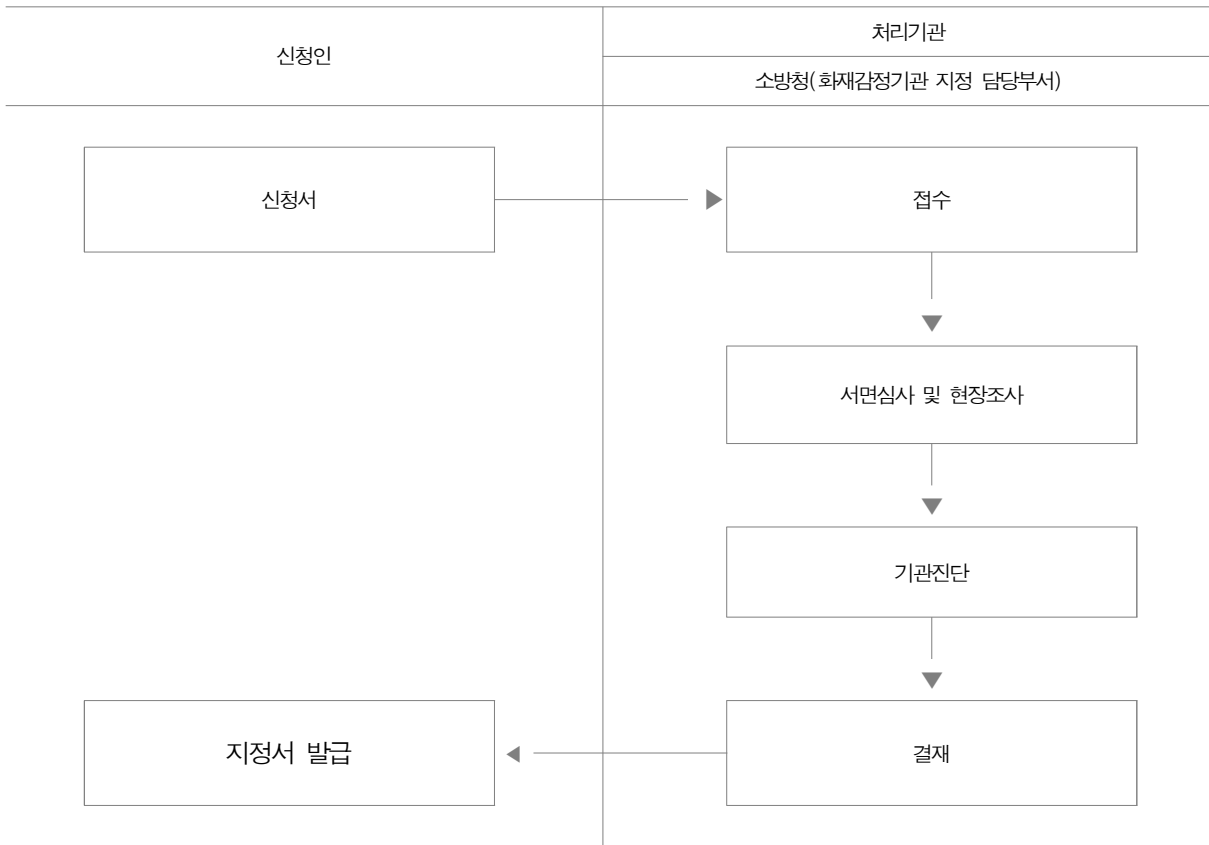 신청인
처리기관
소방청(화재감정기관 지정 담당부서)
신청서
접수
서면심사 및 현장조사
기관진단
지정서 발급
결재